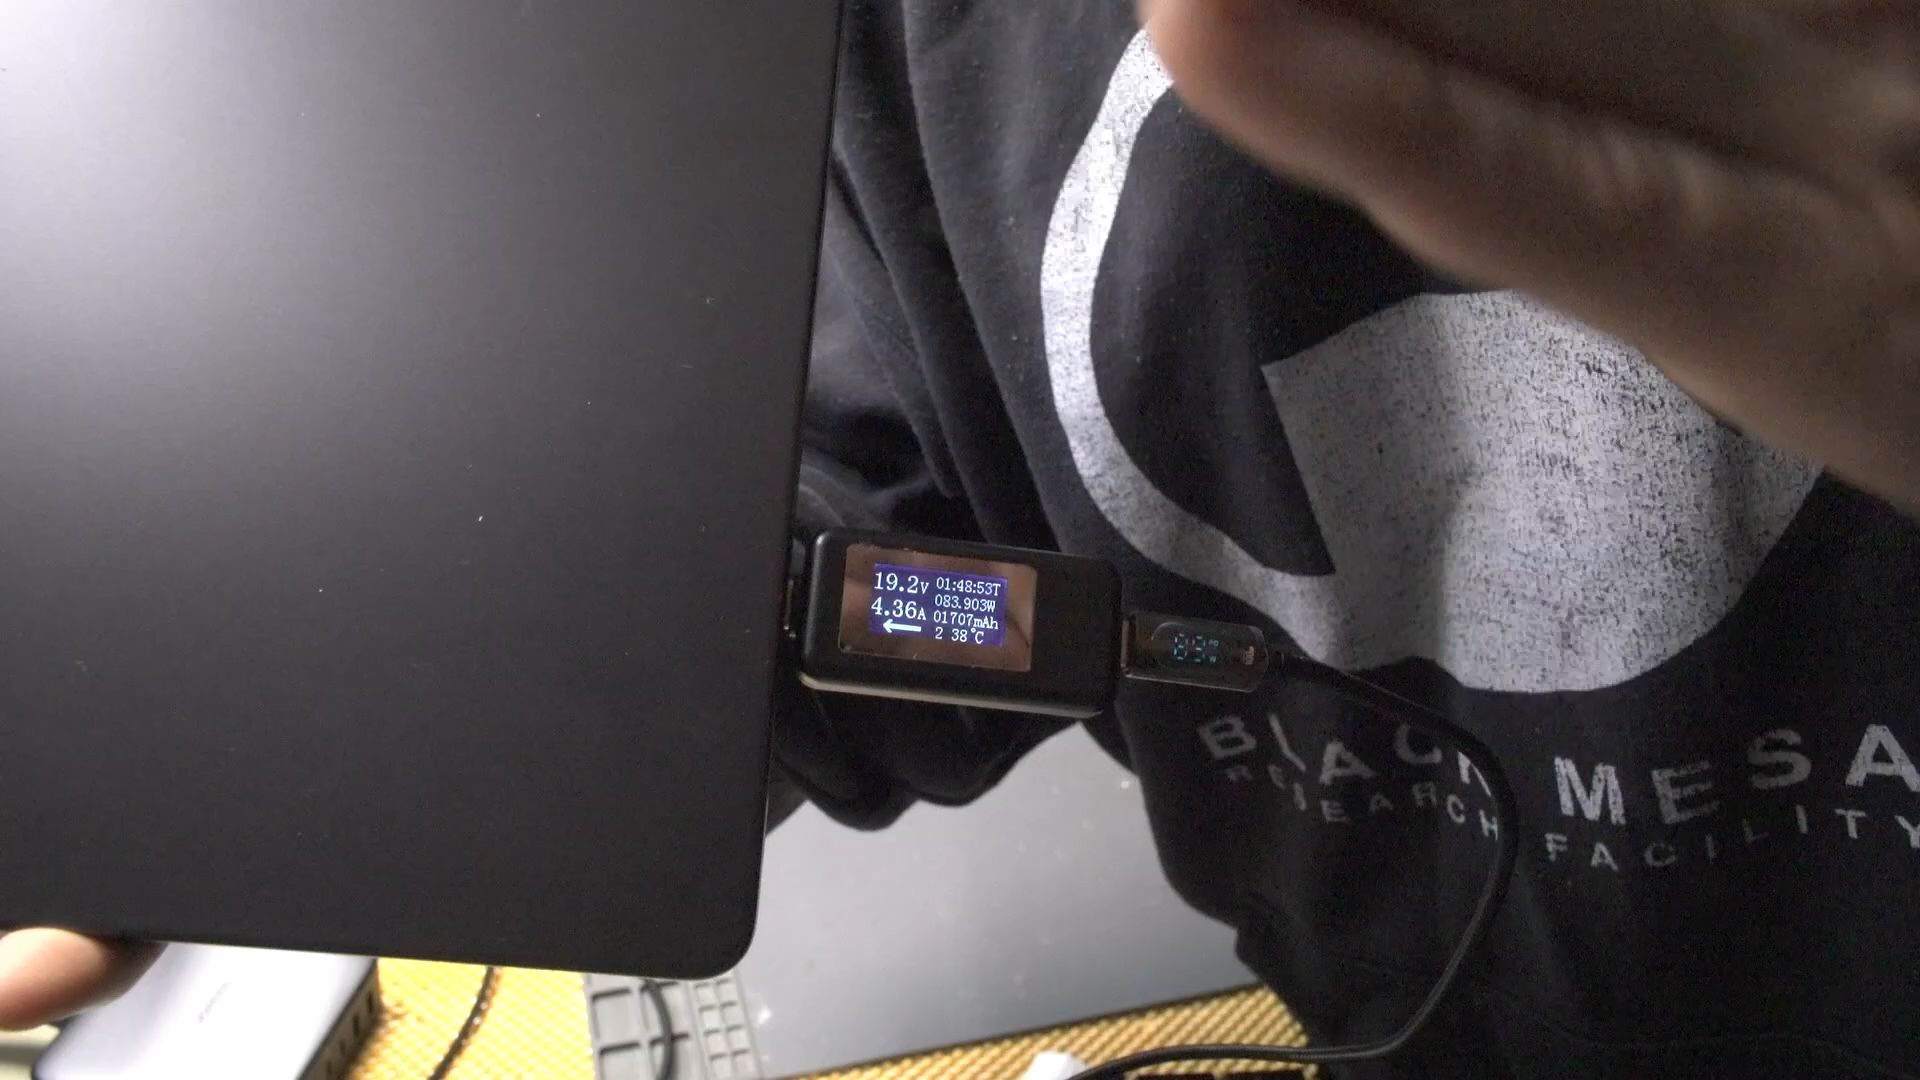 19.2V 01:48:53T
083.903W
4.36A 01707mAh
2 38°C
BLACK MESA
RESEARCH FACILITY